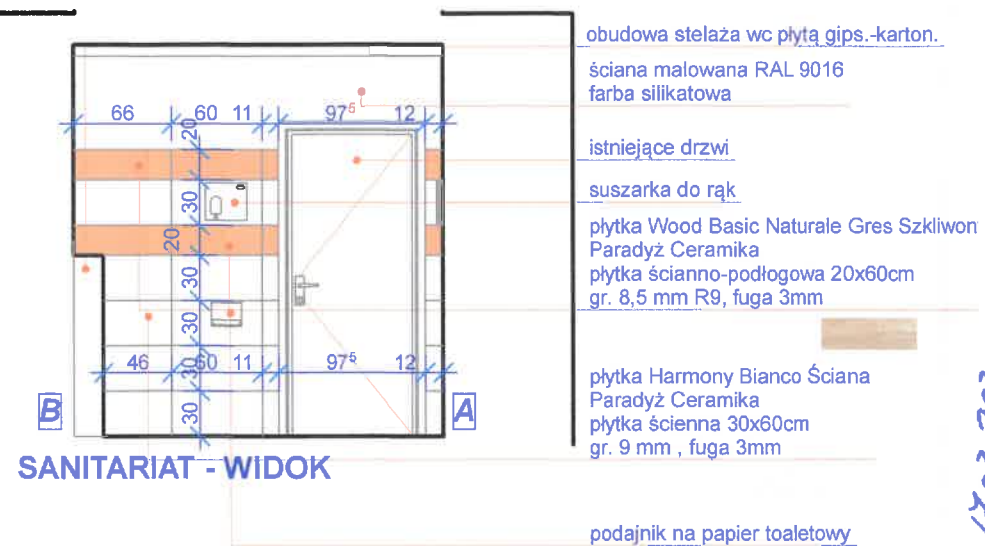 obudowa stelaża wc płytą gips.-karton.
ściana malowana RAL 9016
farba silikatowa
istniejące drzwi
suszarka do rąk
płytka Wood Basic Naturale Gres Szkliwon
Paradyż Ceramika
płytka ścianno-podłogowa 20x60cm
gr. 8,5 mm R9, fuga 3mm
płytka Harmony Bianco Ściana
Paradyż Ceramika
płytka ścienna 30x60cm
gr. 9 mm , fuga 3mm
podajnik na papier toaletowy
66 60 11 97⁵ 12
20
30
20
30
30
46 60 11 97⁵ 12
30
30
B A
SANITARIAT - WIDOK